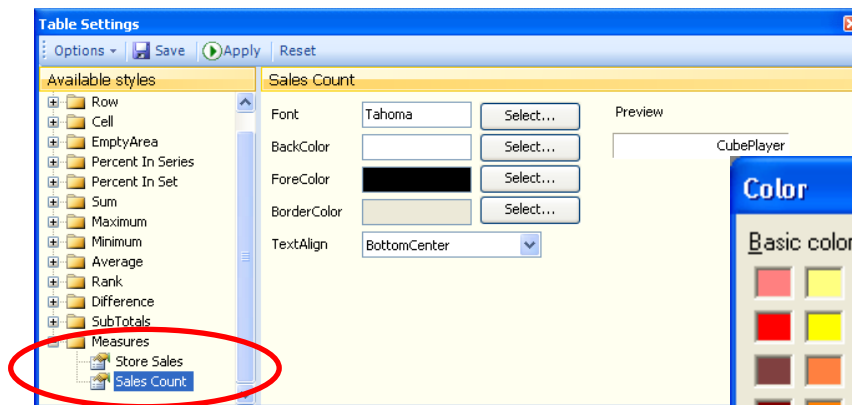 Table Settings
Options Save Apply Reset
Available styles
Row
Cell
EmptyArea
Percent In Series
Percent In Set
Sum
Maximum
Minimum
Average
Rank
Difference
SubTotals
Measures
Store Sales
Sales Count
Sales Count
Font Tahoma Select... Preview
BackColor Select... CubePlayer
ForeColor Select...
BorderColor Select...
TextAlign BottomCenter
Color
Basic color